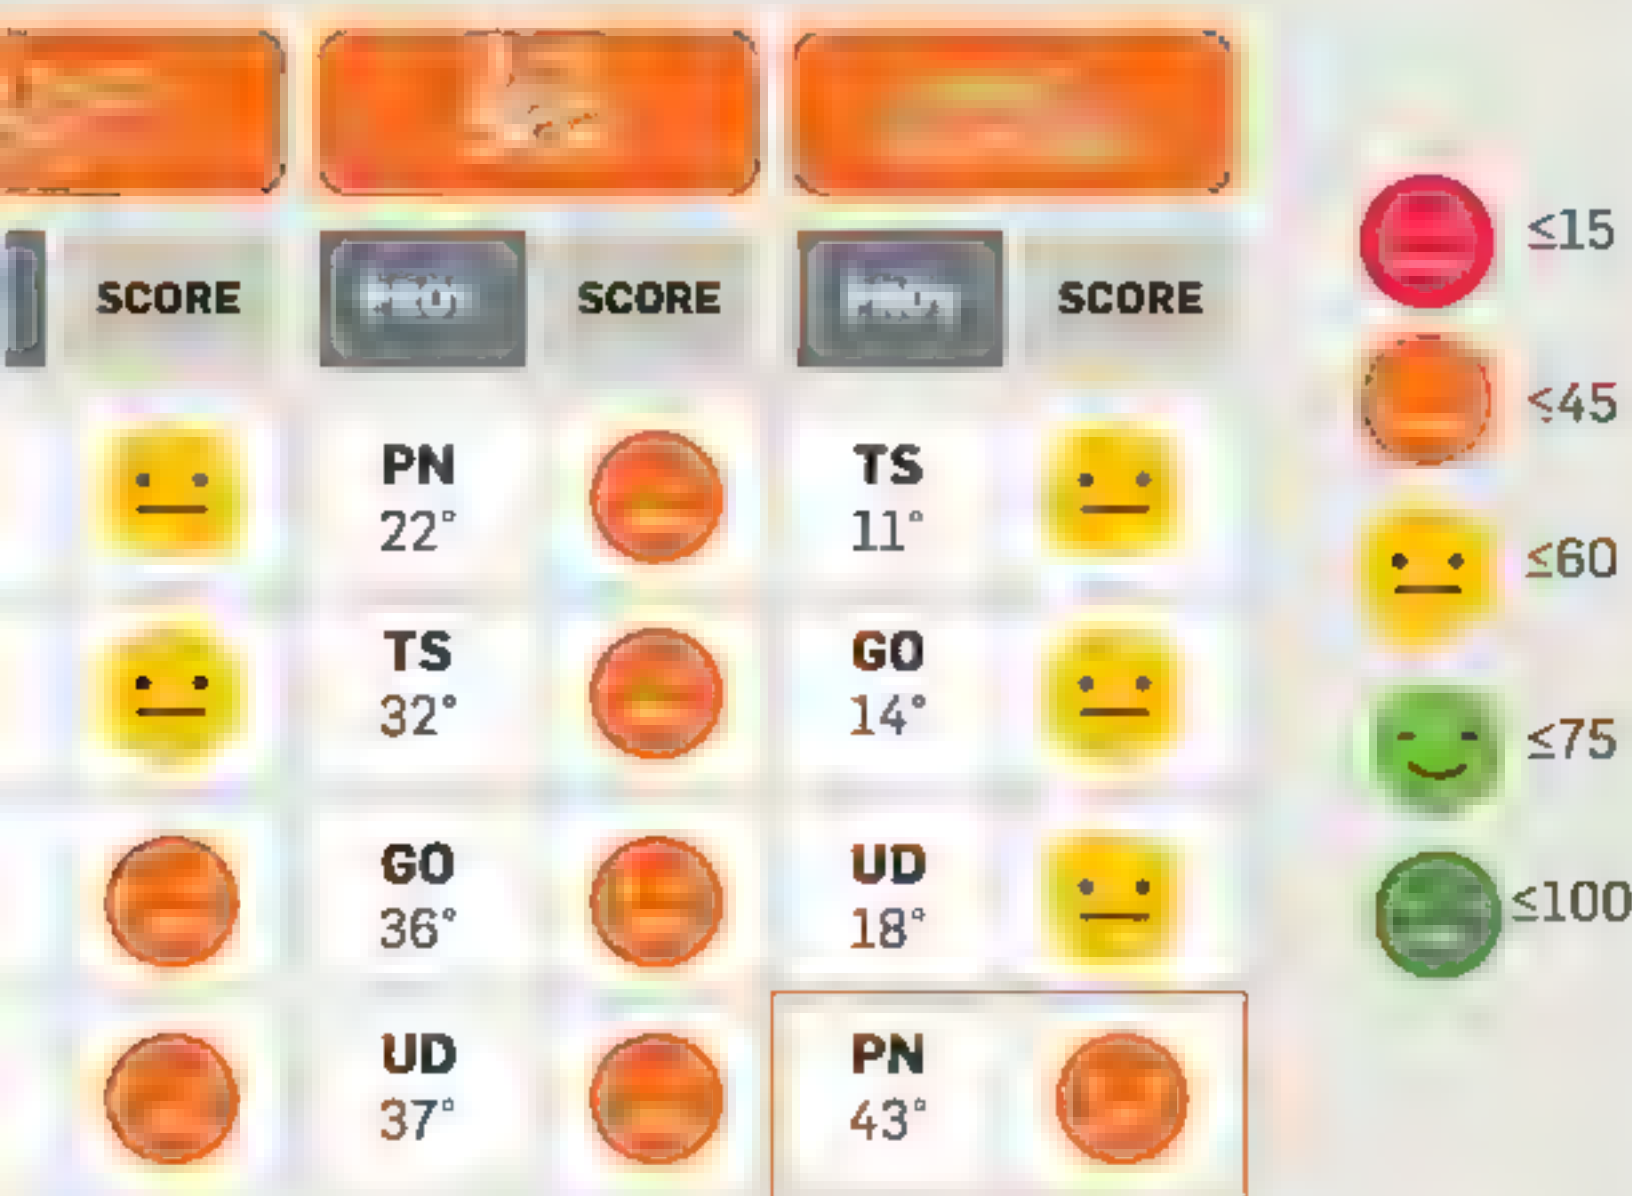 SCORE SCORE SCORE
≤15
≤45
PN TS
22° 11°
≤60
TS GO
32° 14°
≤75
GO UD
36° 18°
≤100
UD PN
37° 43°